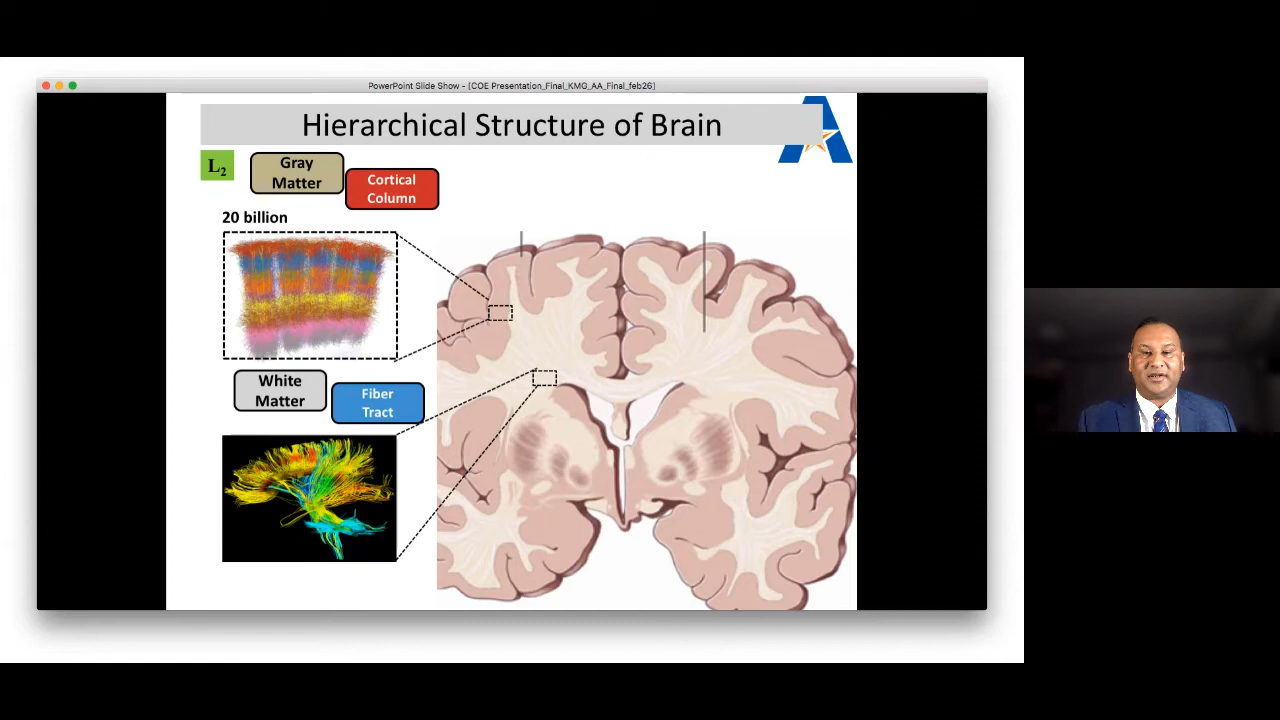 PowerPoint Slide Show - [COE Presentation_Final_KMG_AA_Final_feb26]
Hierarchical Structure of Brain
L2
Gray
Matter
Cortical
Column
20 billion
White
Matter
Fiber
Tract